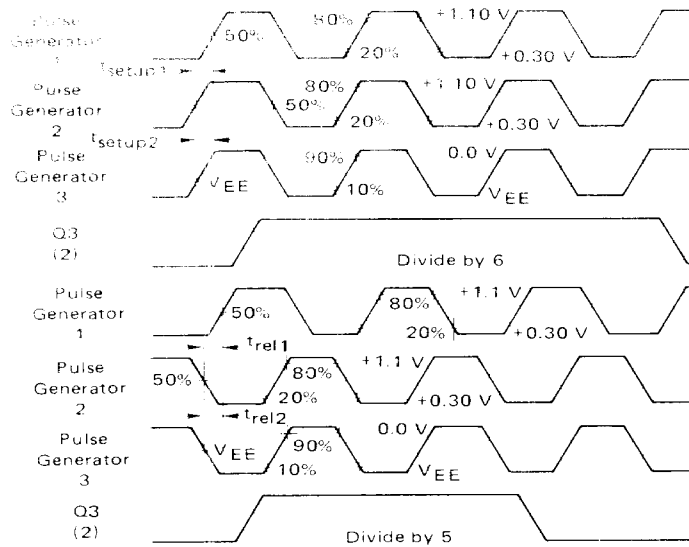 Pulse Generator 1
50%
80%
20%
+1.10 V
+0.30 V
tsetup1
Pulse Generator 2
80%
50%
20%
+1.10 V
+0.30 V
tsetup2
Pulse Generator 3
VEE
90%
10%
0.0 V
VEE
Q3 (2)
Divide by 6
Pulse Generator 1
50%
80%
20%
+1.1 V
+0.30 V
trel1
Pulse Generator 2
50%
80%
20%
+1.1 V
+0.30 V
trel2
Pulse Generator 3
VEE
90%
10%
0.0 V
VEE
Q3 (2)
Divide by 5